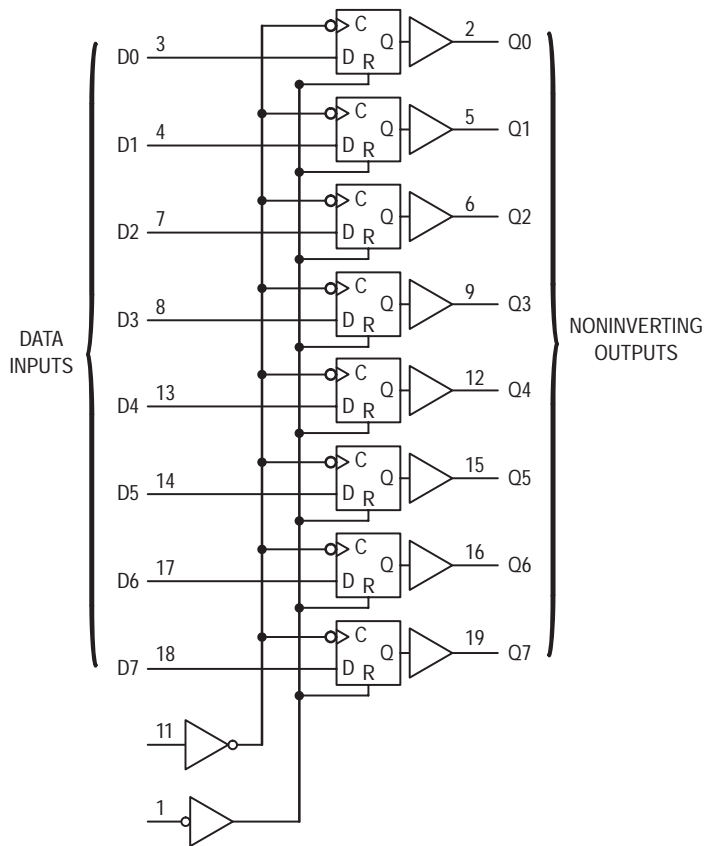 C
2
D0 3
D
Q
R
Q0
C
5
D1 4
D
Q
R
Q1
C
6
D2 7
D
Q
R
Q2
C
9
D3 8
D
Q
R
Q3
DATA
INPUTS
NONINVERTING
OUTPUTS
C
12
D4 13
D
Q
R
Q4
C
15
D5 14
D
Q
R
Q5
C
16
D6 17
D
Q
R
Q6
C
19
D7 18
D
Q
R
Q7
11
1